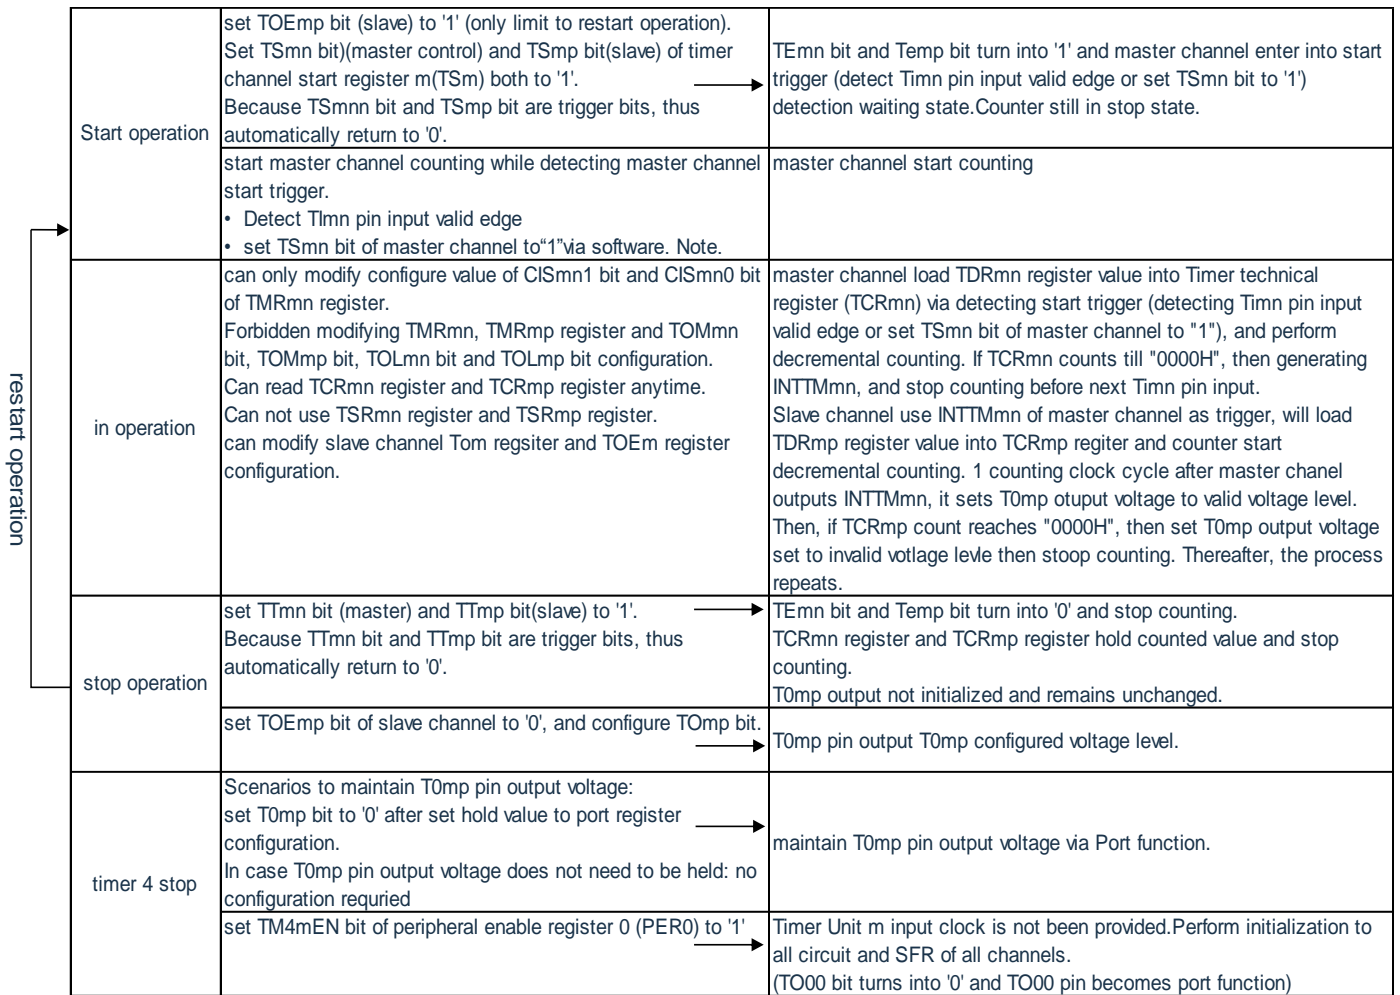 restart operation
Start operation
set TOEmp bit (slave) to '1' (only limit to restart operation).
Set TSmn bit)(master control) and TSmp bit(slave) of timer
channel start register m(TSm) both to '1'.
Because TSmnn bit and TSmp bit are trigger bits, thus
automatically return to '0'.
TEmn bit and Temp bit turn into '1' and master channel enter into start
trigger (detect Timn pin input valid edge or set TSmn bit to '1')
detection waiting state.Counter still in stop state.
start master channel counting while detecting master channel
start trigger.
• Detect TImn pin input valid edge
• set TSmn bit of master channel to“1”via software. Note.
master channel start counting
in operation
can only modify configure value of CISmn1 bit and CISmn0 bit
of TMRmn register.
Forbidden modifying TMRmn, TMRmp register and TOMmn
bit, TOMmp bit, TOLmn bit and TOLmp bit configuration.
Can read TCRmn register and TCRmp register anytime.
Can not use TSRmn register and TSRmp register.
can modify slave channel Tom regsiter and TOEm register
configuration.
master channel load TDRmn register value into Timer technical
register (TCRmn) via detecting start trigger (detecting Timn pin input
valid edge or set TSmn bit of master channel to "1"), and perform
decremental counting. If TCRmn counts till "0000H", then generating
INTTMmn, and stop counting before next Timn pin input.
Slave channel use INTTMmn of master channel as trigger, will load
TDRmp register value into TCRmp regiter and counter start
decremental counting. 1 counting clock cycle after master chanel
outputs INTTMmn, it sets T0mp otuput voltage to valid voltage level.
Then, if TCRmp count reaches "0000H", then set T0mp output voltage
set to invalid votlage levle then stoop counting. Thereafter, the process
repeats.
stop operation
set TTmn bit (master) and TTmp bit(slave) to '1'.
Because TTmn bit and TTmp bit are trigger bits, thus
automatically return to '0'.
TEmn bit and Temp bit turn into '0' and stop counting.
TCRmn register and TCRmp register hold counted value and stop
counting.
T0mp output not initialized and remains unchanged.
set TOEmp bit of slave channel to '0', and configure TOmp bit.
T0mp pin output T0mp configured voltage level.
timer 4 stop
Scenarios to maintain T0mp pin output voltage:
set T0mp bit to '0' after set hold value to port register
configuration.
In case T0mp pin output voltage does not need to be held: no
configuration requried
maintain T0mp pin output voltage via Port function.
set TM4mEN bit of peripheral enable register 0 (PER0) to '1'
Timer Unit m input clock is not been provided.Perform initialization to
all circuit and SFR of all channels.
(TO00 bit turns into '0' and TO00 pin becomes port function)